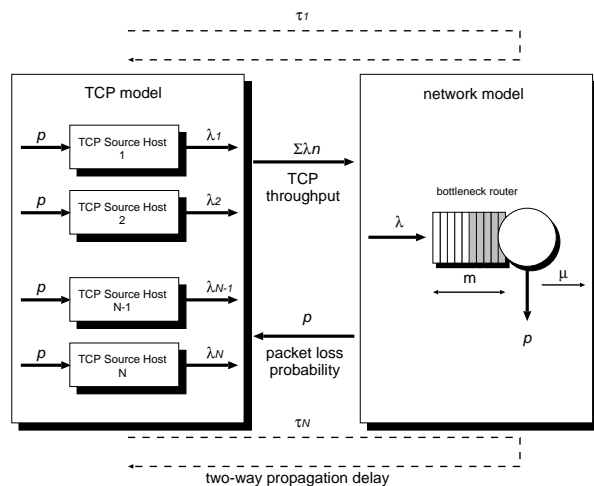 τ1
TCP model
network model
p
TCP Source Host
1
λ1
p
TCP Source Host
2
λ2
p
TCP Source Host
N-1
λN-1
p
TCP Source Host
N
λN
Σλn
TCP
throughput
p
packet loss
probability
bottleneck router
λ
m
μ
p
τN
two-way propagation delay